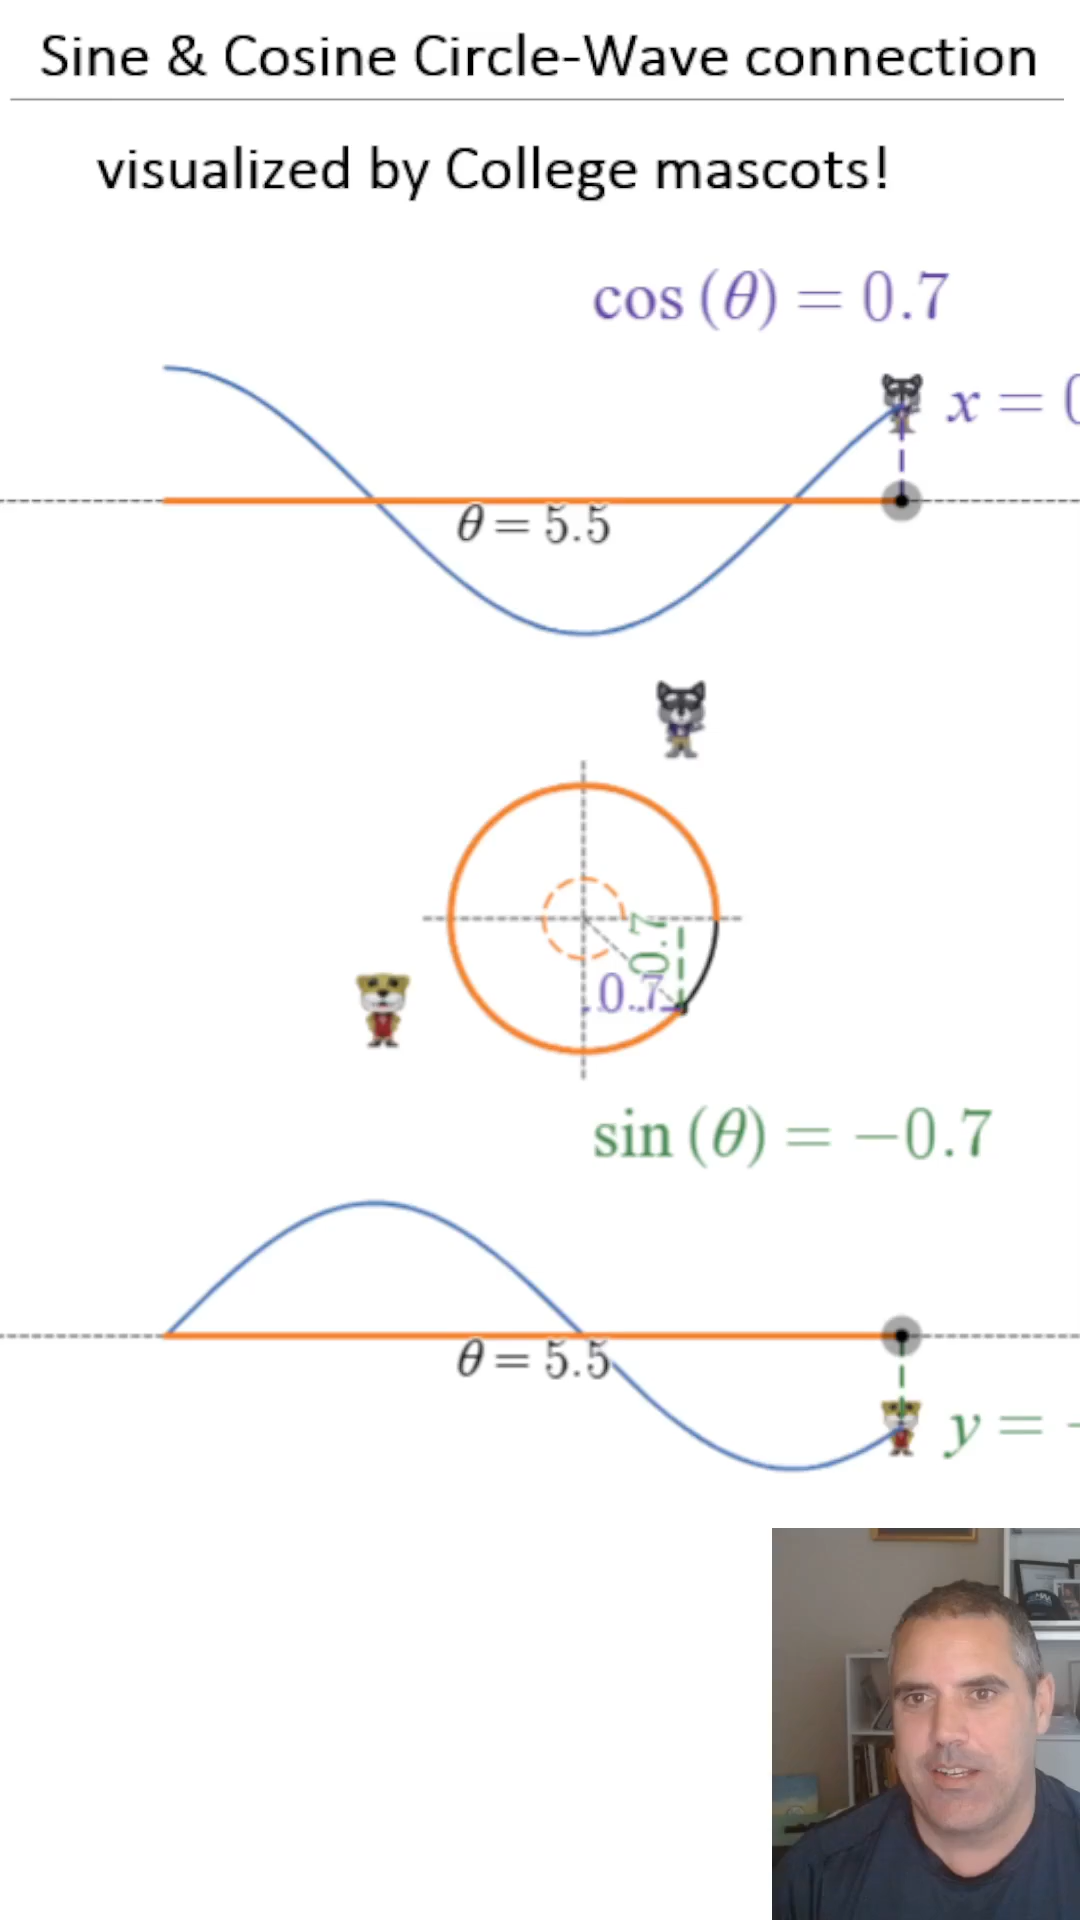 Sine & Cosine Circle-Wave connection
visualized by College mascots!
cos (θ) = 0.7
x = 0
θ = 5.5
0.7
0.7
sin (θ) = −0.7
θ = 5.5
y = -